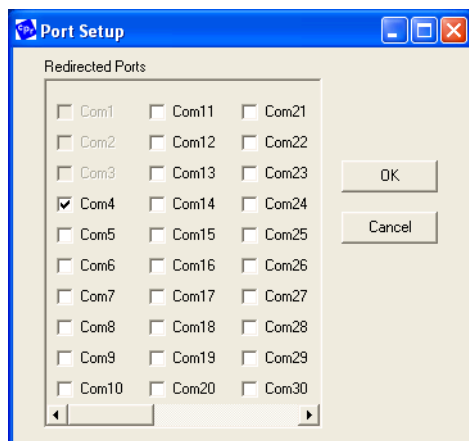 CPr Port Setup
Redirected Ports
Com1 Com11 Com21
Com2 Com12 Com22
Com3 Com13 Com23
Com4 Com14 Com24
Com5 Com15 Com25
Com6 Com16 Com26
Com7 Com17 Com27
Com8 Com18 Com28
Com9 Com19 Com29
Com10 Com20 Com30
OK
Cancel